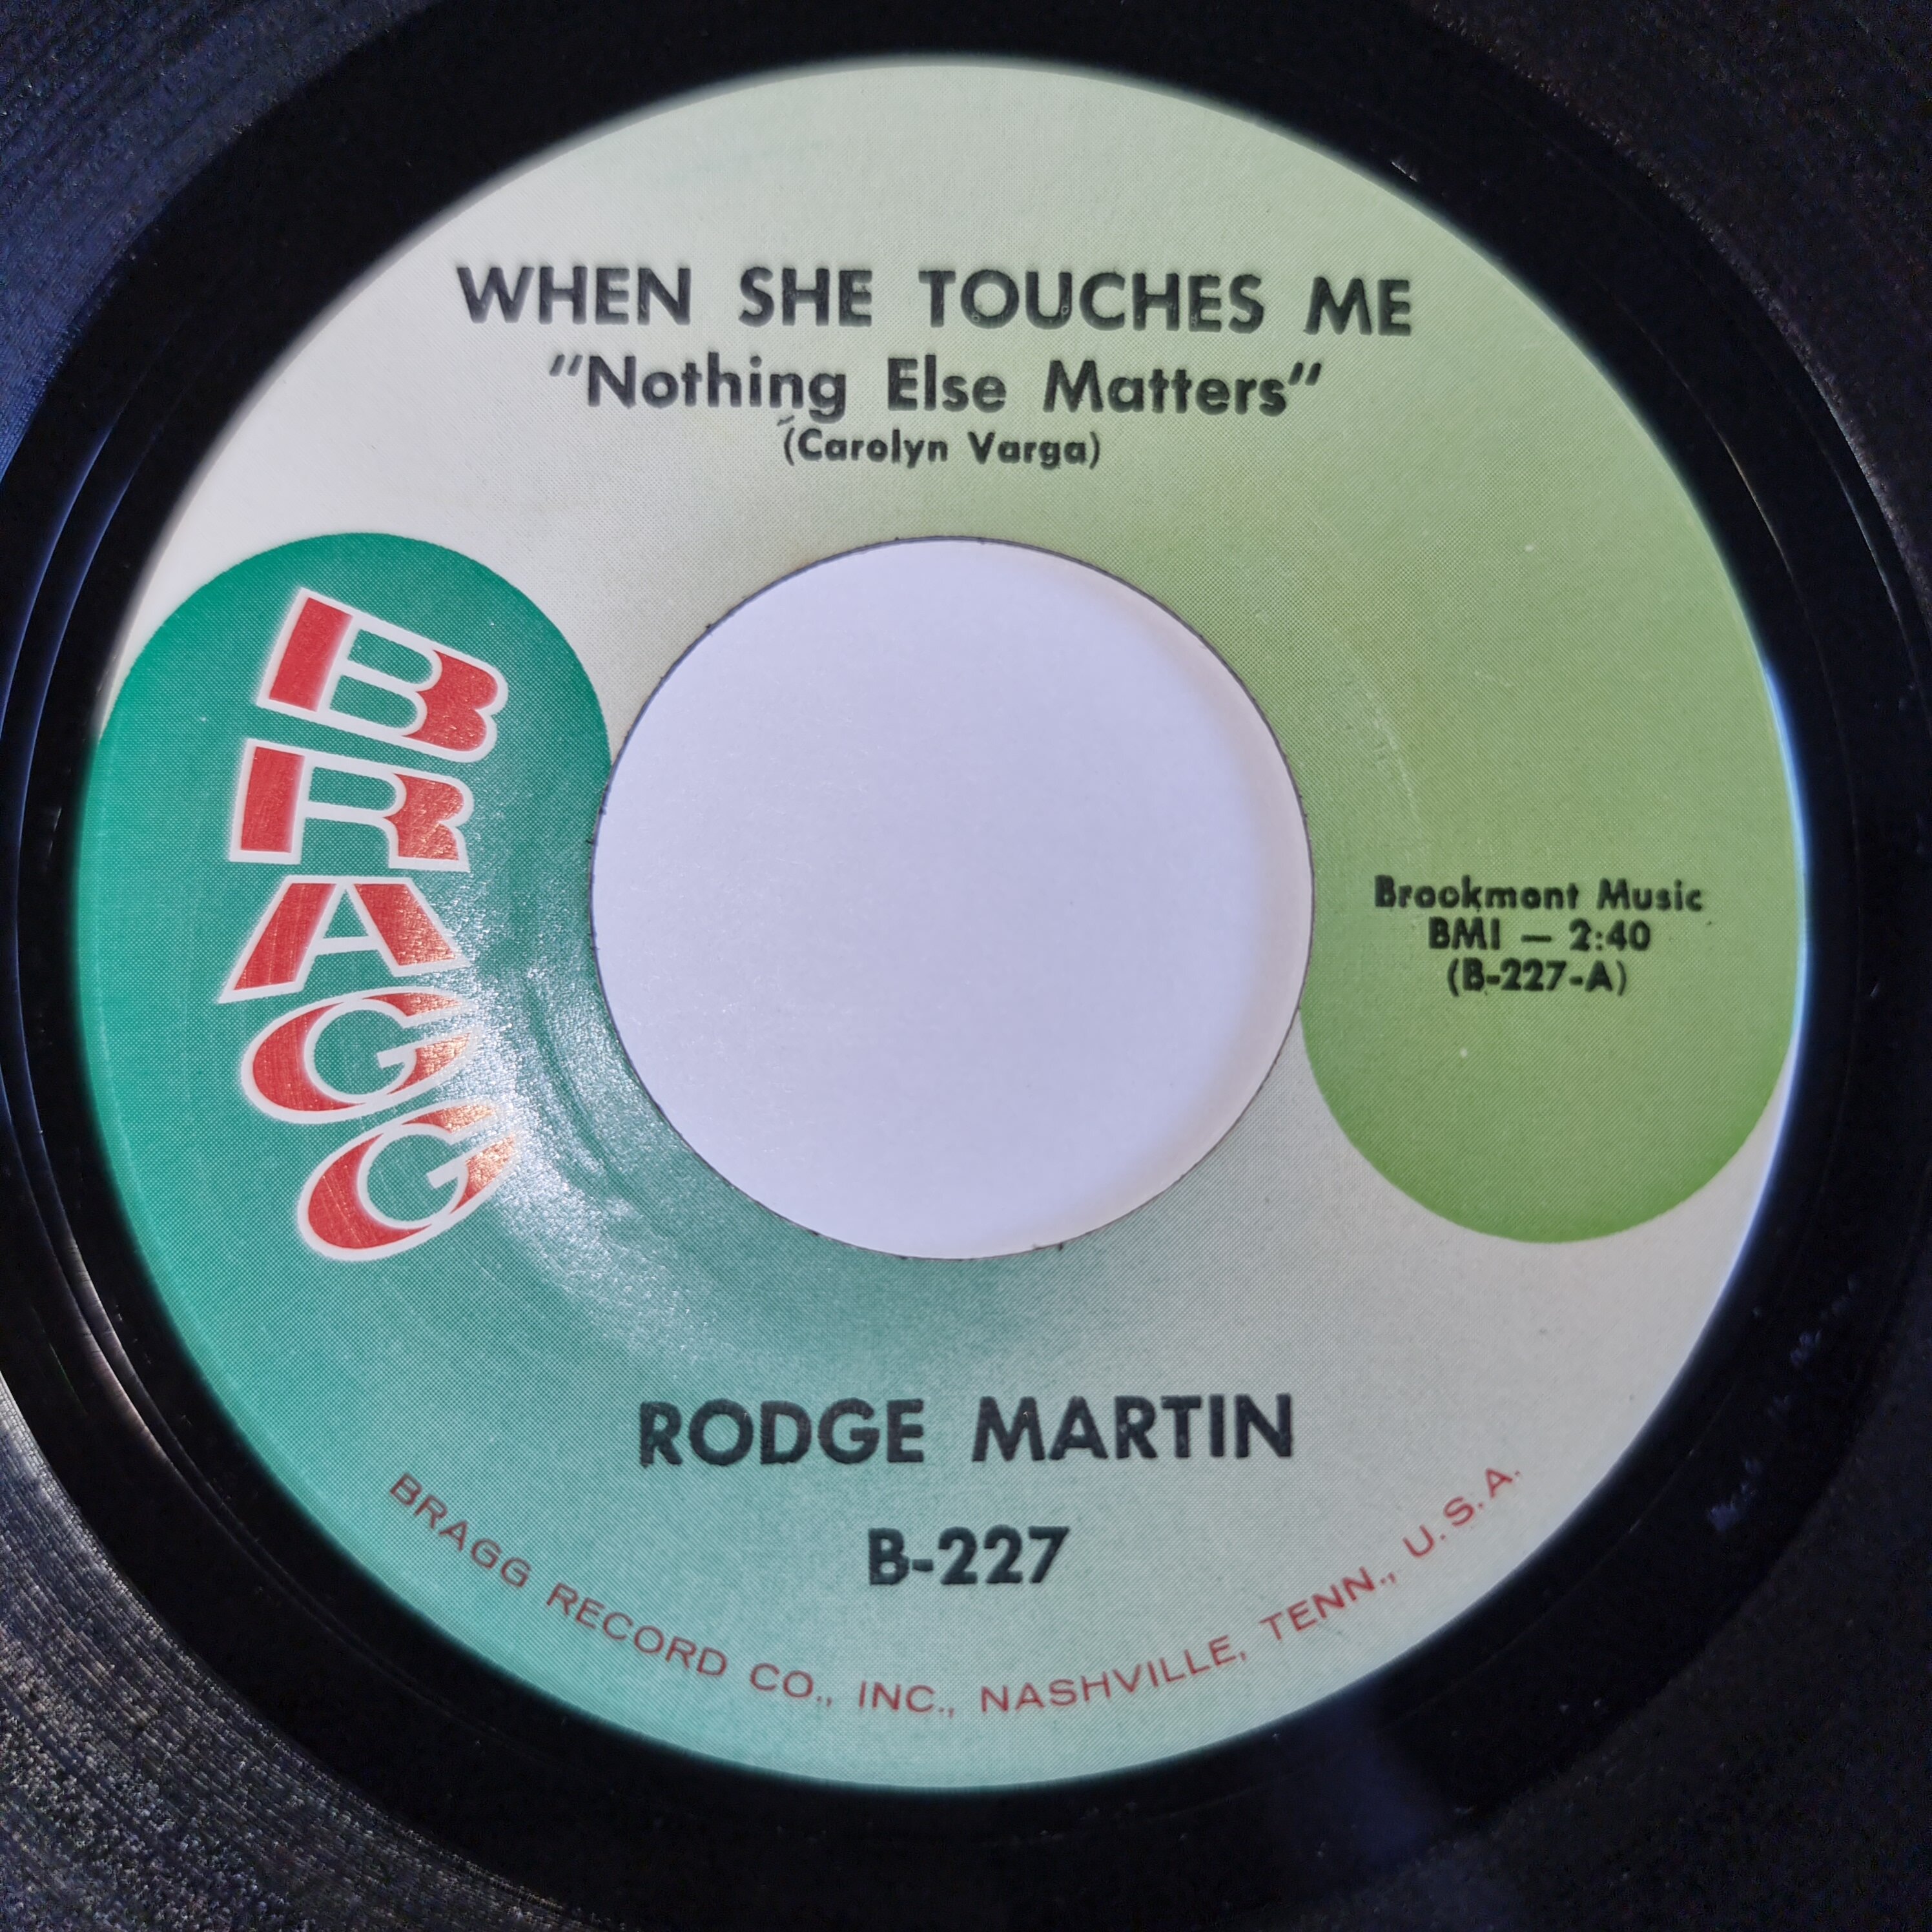 WHEN SHE TOUCHES ME
"Nothing Else Matters"
(Carolyn Varga)
BRAGG
Brookmont Music
BMI — 2:40
(B-227-A)
RODGE MARTIN
B-227
BRAGG RECORD CO., INC., NASHVILLE, TENN., U.S.A.